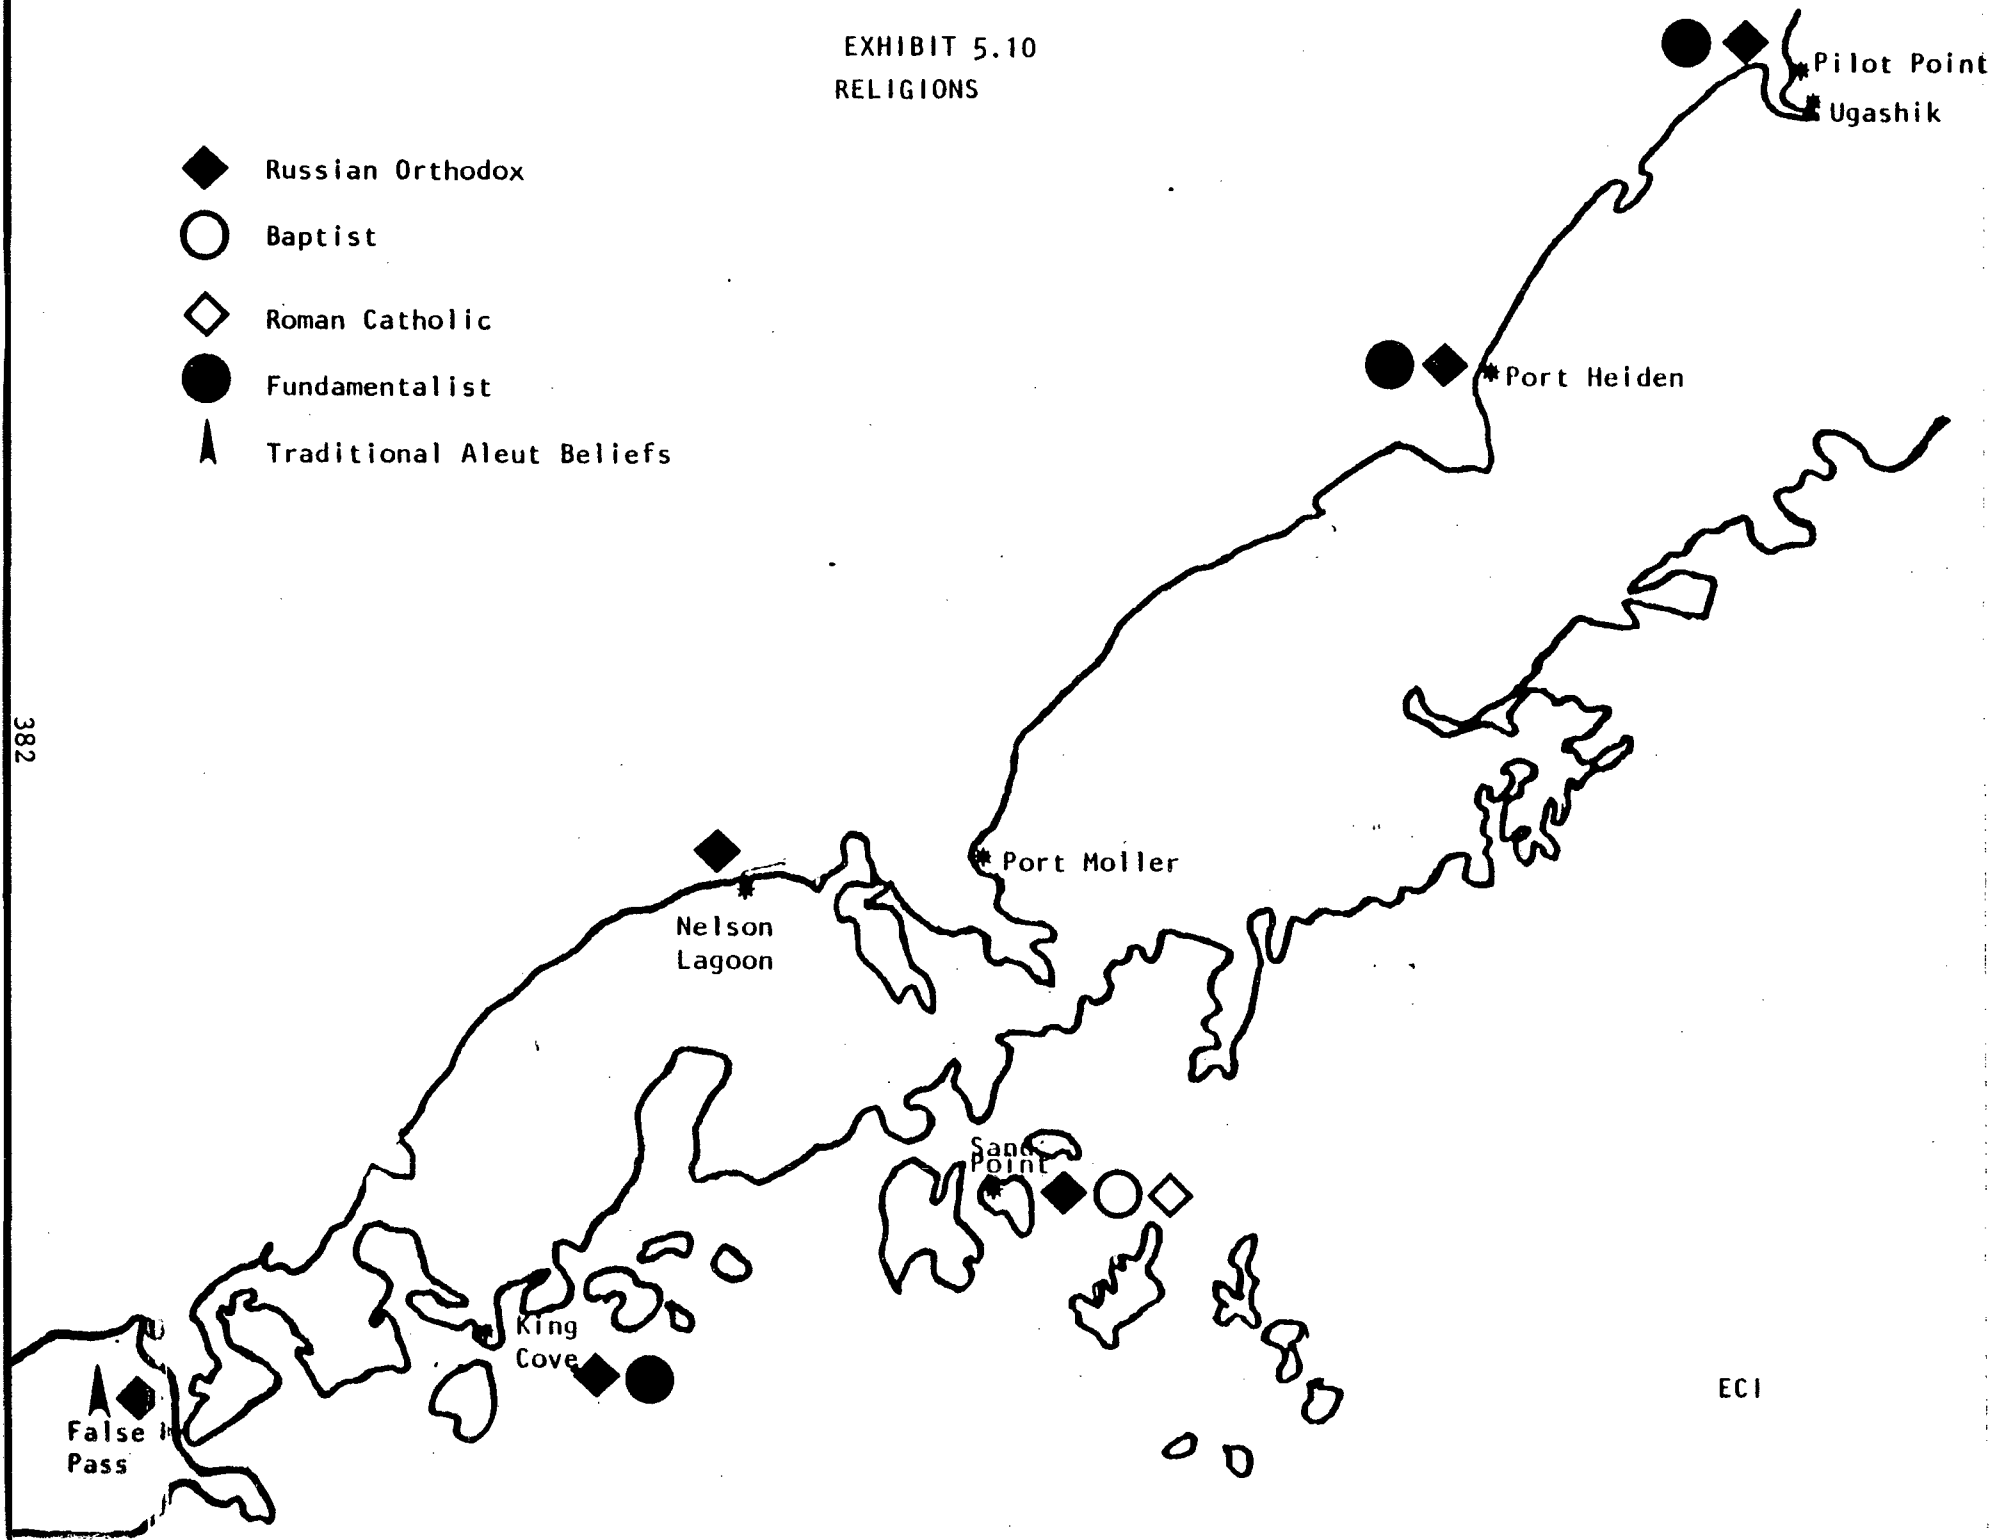 EXHIBIT 5.10
RELIGIONS
Russian Orthodox
Baptist
Roman Catholic
Fundamentalist
Traditional Aleut Beliefs
Pilot Point
Ugashik
Port Heiden
382
Port Moller
Nelson
Lagoon
Sand
Point
King
Cove
False
Pass
ECI